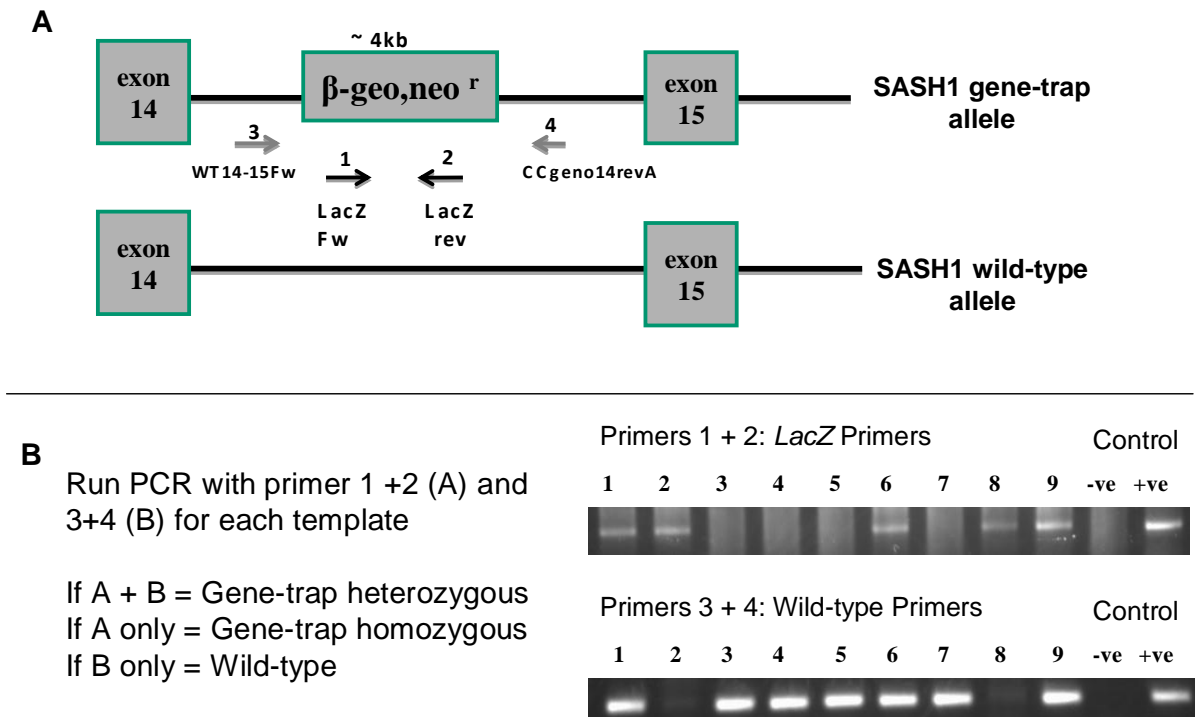 A
~ 4kb
exon
14
β-geo,neo r
exon
15
SASH1 gene-trap
allele
3
4
WT14-15Fw
1
2
CCgeno14revA
LacZ
Fw
LacZ
rev
exon
14
exon
15
SASH1 wild-type
allele
B
Run PCR with primer 1 +2 (A) and
3+4 (B) for each template
If A + B = Gene-trap heterozygous
If A only = Gene-trap homozygous
If B only = Wild-type
Primers 1 + 2: LacZ Primers
Control
1 2 3 4 5 6 7 8 9 -ve +ve
Primers 3 + 4: Wild-type Primers
Control
1 2 3 4 5 6 7 8 9 -ve +ve